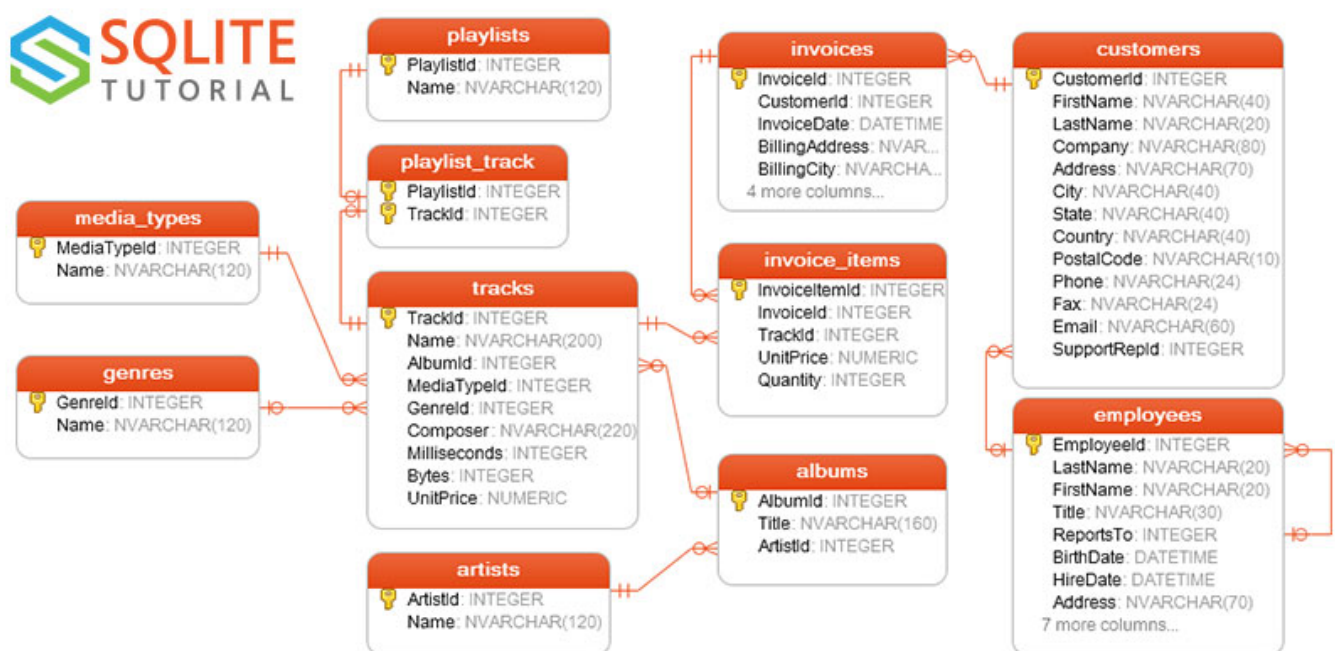 SQLITE
TUTORIAL
playlists
PlaylistId: INTEGER
Name: NVARCHAR(120)
playlist_track
PlaylistId: INTEGER
TrackId: INTEGER
media_types
MediaTypeId: INTEGER
Name: NVARCHAR(120)
genres
GenreId: INTEGER
Name: NVARCHAR(120)
tracks
TrackId: INTEGER
Name: NVARCHAR(200)
AlbumId: INTEGER
MediaTypeId: INTEGER
GenreId: INTEGER
Composer: NVARCHAR(220)
Milliseconds: INTEGER
Bytes: INTEGER
UnitPrice: NUMERIC
artists
ArtistId: INTEGER
Name: NVARCHAR(120)
invoices
InvoiceId: INTEGER
CustomerId: INTEGER
InvoiceDate: DATETIME
BillingAddress: NVAR...
BillingCity: NVARCHA...
4 more columns...
invoice_items
InvoiceItemId: INTEGER
InvoiceId: INTEGER
TrackId: INTEGER
UnitPrice: NUMERIC
Quantity: INTEGER
albums
AlbumId: INTEGER
Title: NVARCHAR(160)
ArtistId: INTEGER
customers
CustomerId: INTEGER
FirstName: NVARCHAR(40)
LastName: NVARCHAR(20)
Company: NVARCHAR(80)
Address: NVARCHAR(70)
City: NVARCHAR(40)
State: NVARCHAR(40)
Country: NVARCHAR(40)
PostalCode: NVARCHAR(10)
Phone: NVARCHAR(24)
Fax: NVARCHAR(24)
Email: NVARCHAR(60)
SupportRepId: INTEGER
employees
EmployeeId: INTEGER
LastName: NVARCHAR(20)
FirstName: NVARCHAR(20)
Title: NVARCHAR(30)
ReportsTo: INTEGER
BirthDate: DATETIME
HireDate: DATETIME
Address: NVARCHAR(70)
7 more columns...